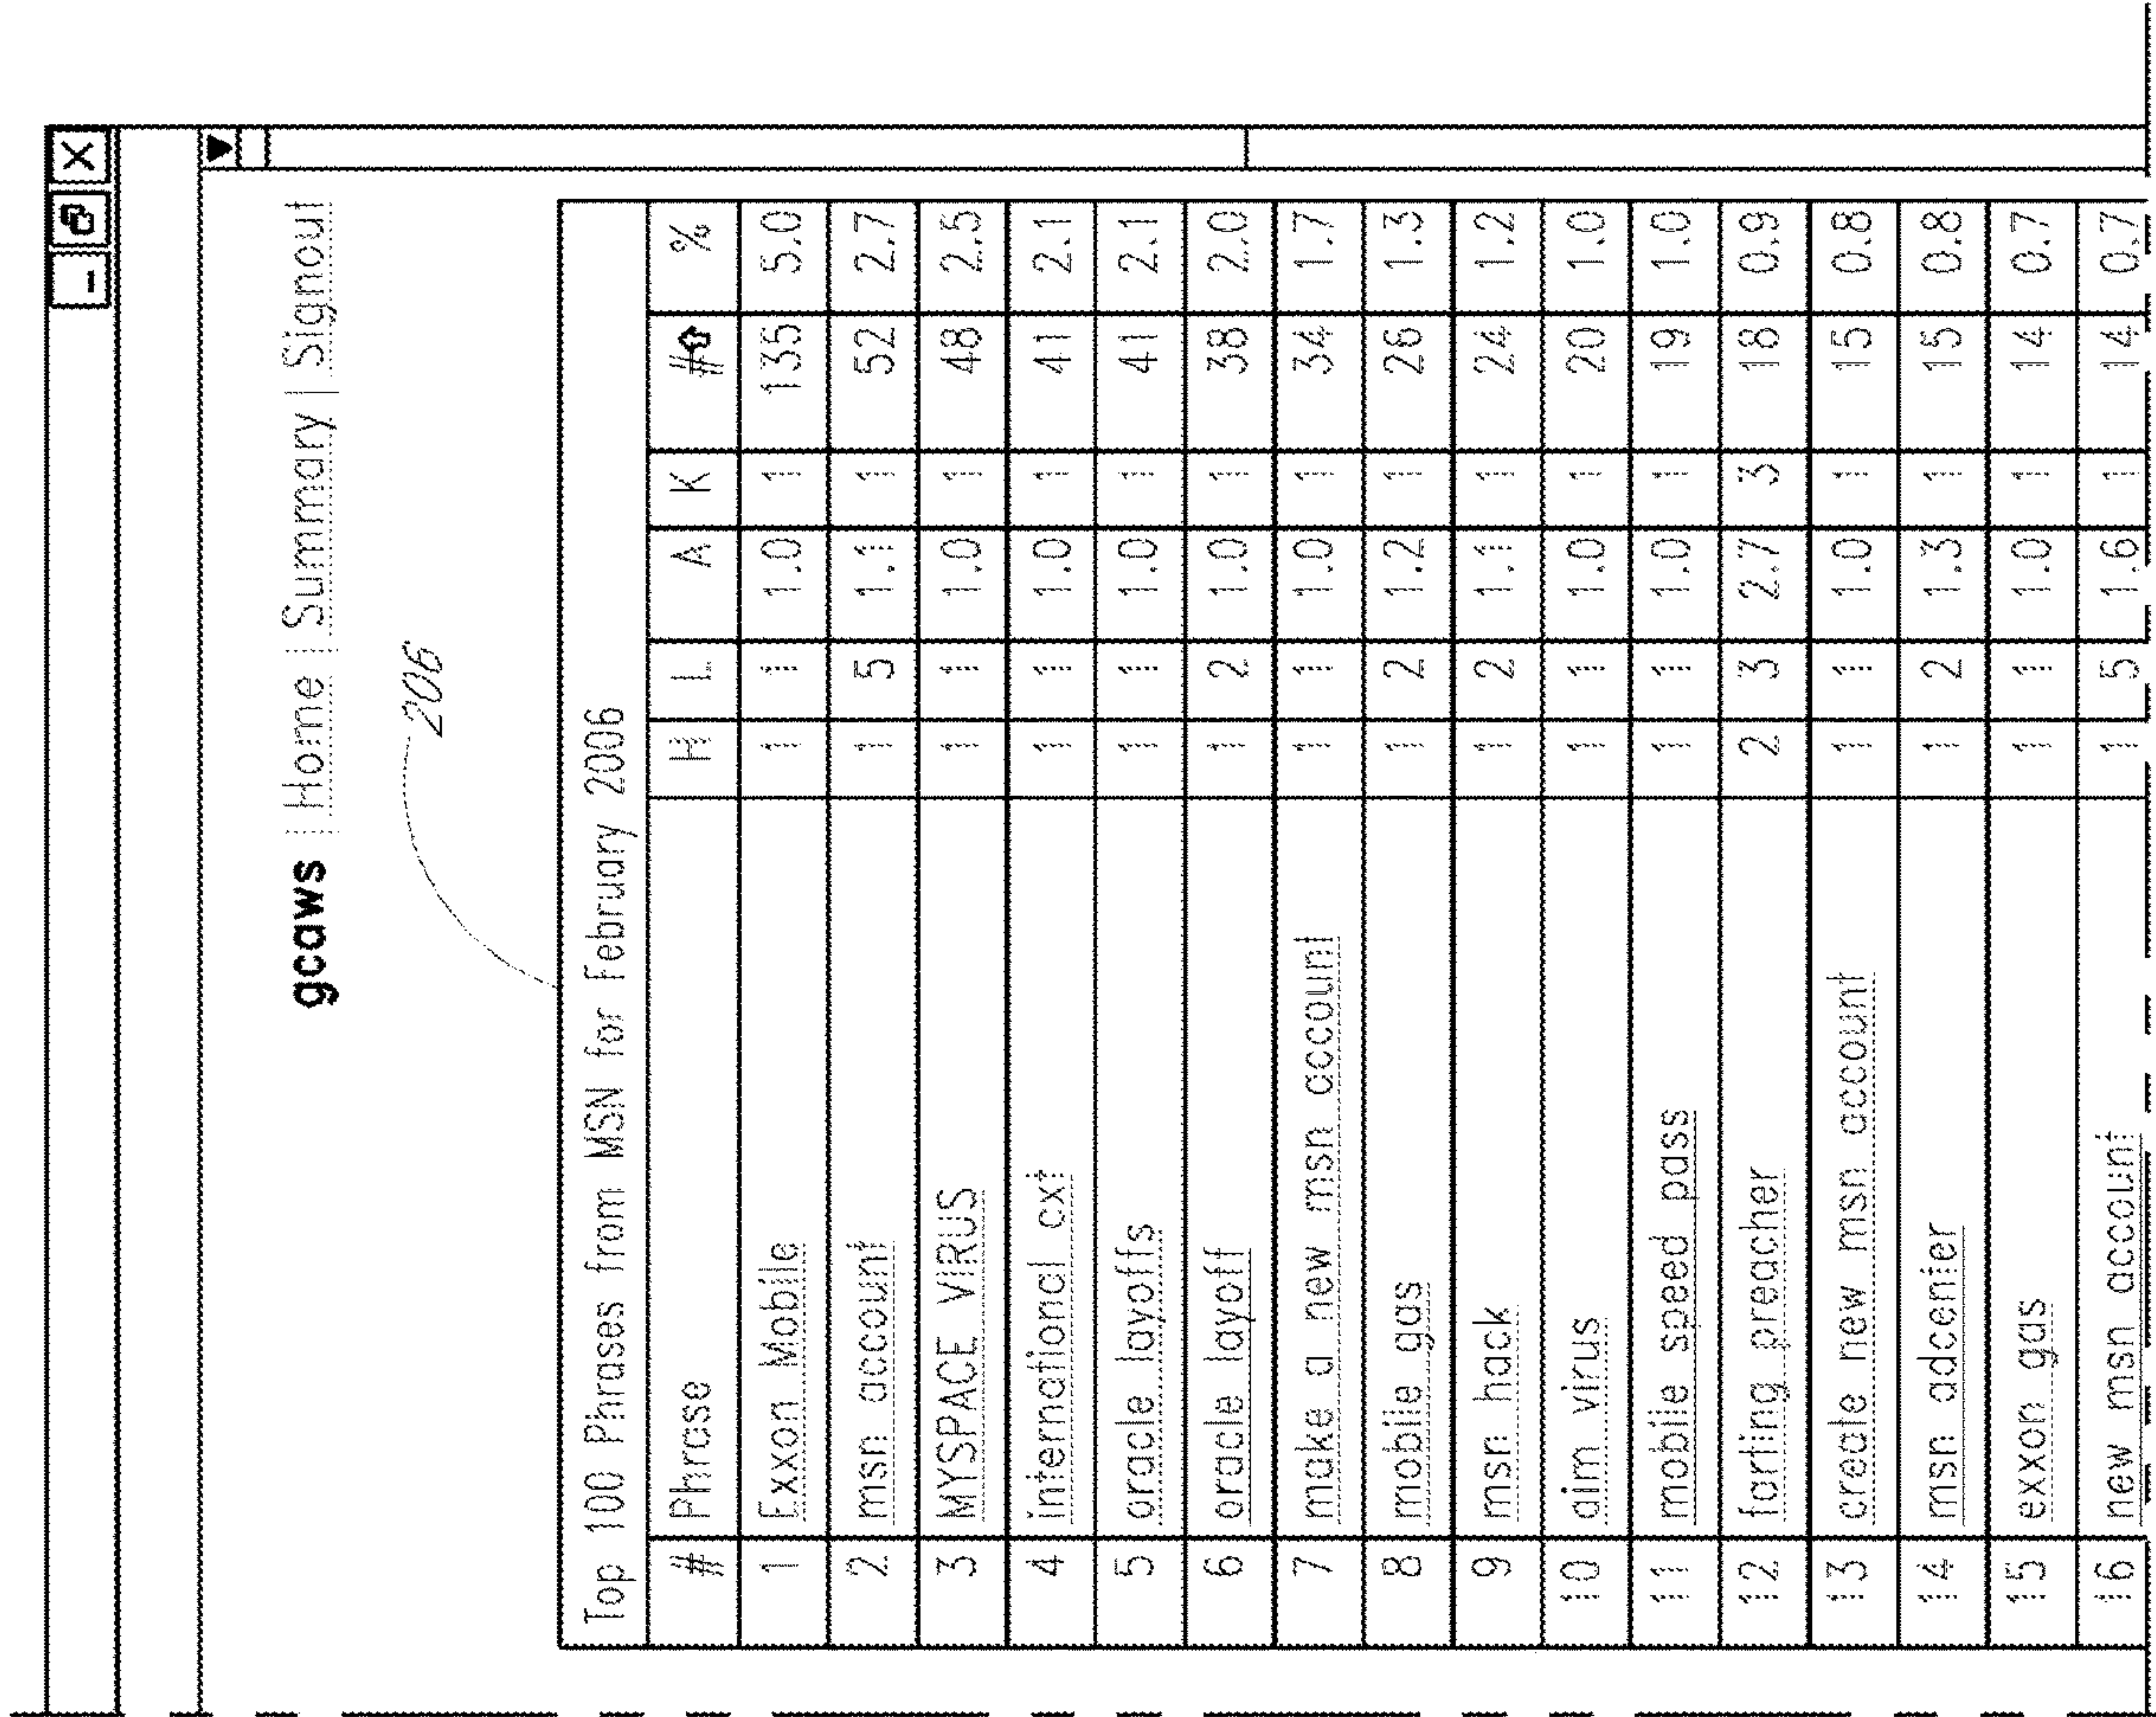 gcaws | Home | Summary | Signout
206
Top 100 Phrases from MSN for February 2006
# Phrase H L A K # %
1 Exxon Mobile 1 1 1.0 1 135 5.0
2 msn account 1 5 1.1 1 52 2.7
3 MYSPACE VIRUS 1 1 1.0 1 48 2.5
4 international cxt 1 1 1.0 1 41 2.1
5 oracle layoffs 1 1 1.0 1 41 2.1
6 oracle layoff 1 2 1.0 1 38 2.0
7 make a new msn account 1 1 1.0 1 34 1.7
8 mobile gas 1 2 1.2 1 26 1.3
9 msn hack 1 2 1.1 1 24 1.2
10 aim virus 1 1 1.0 1 20 1.0
11 mobile speed pass 1 1 1.0 1 19 1.0
12 farting preacher 2 3 2.7 3 18 0.9
13 create new msn account 1 1 1.0 1 15 0.8
14 msn adcenter 1 2 1.3 1 15 0.8
15 exxon gas 1 1 1.0 1 14 0.7
16 new msn account 1 5 1.6 1 14 0.7